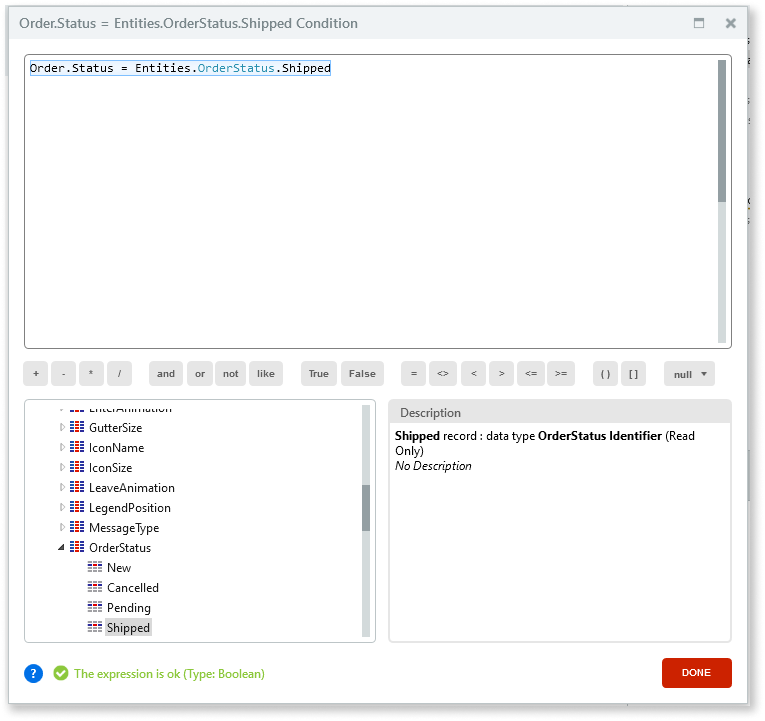 Order.Status = Entities.OrderStatus.Shipped Condition
Order.Status = Entities.OrderStatus.Shipped
+ - * / and or not like True False = <> < > <= >= ( ) [ ] null
EnterAnimation
GutterSize
IconName
IconSize
LeaveAnimation
LegendPosition
MessageType
OrderStatus
New
Cancelled
Pending
Shipped
Description
Shipped record : data type OrderStatus Identifier (Read
Only)
No Description
? The expression is ok (Type: Boolean)
DONE